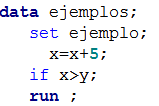 data ejemplos;
set ejemplo;
x=x+5;
if x>y;
run ;